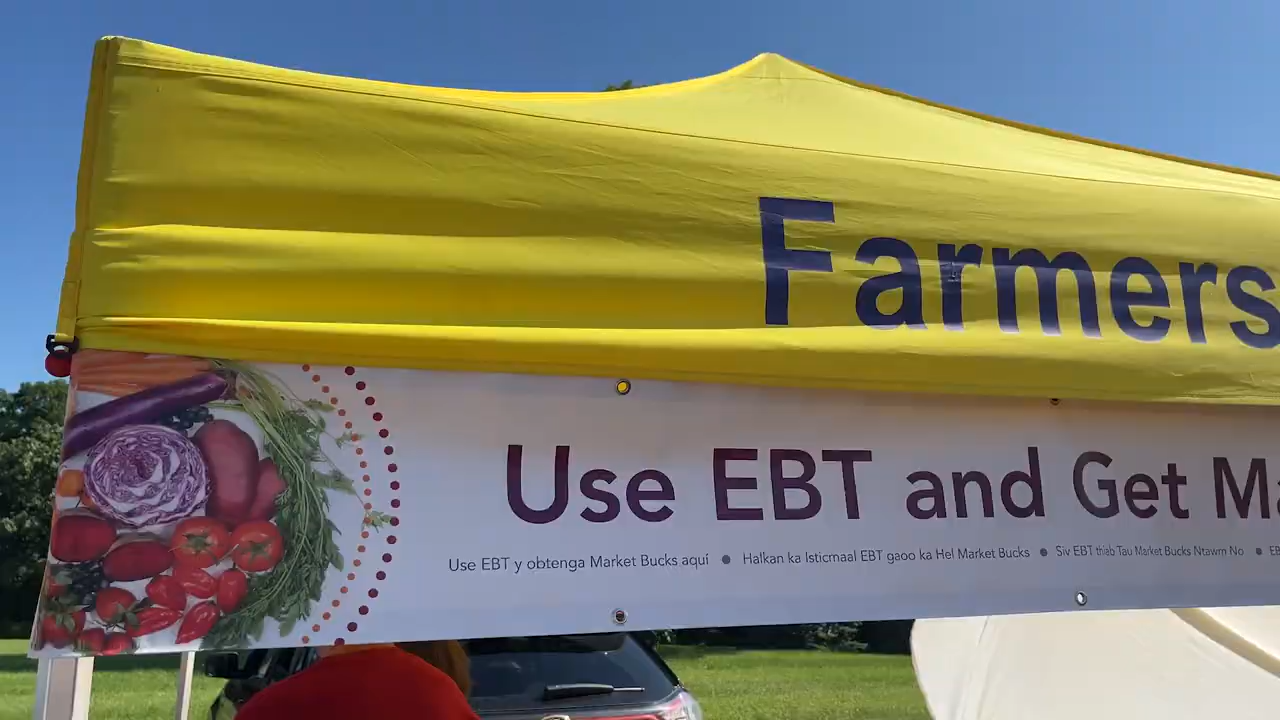 Farmers
Use EBT and Get
Use EBT y obtenga Market Bucks aquí ● Halkan ka Isticmaal EBT gaoo ka Hel Market Bucks ● Siv EBT thiab Tau Market Bucks Ntawm No ●